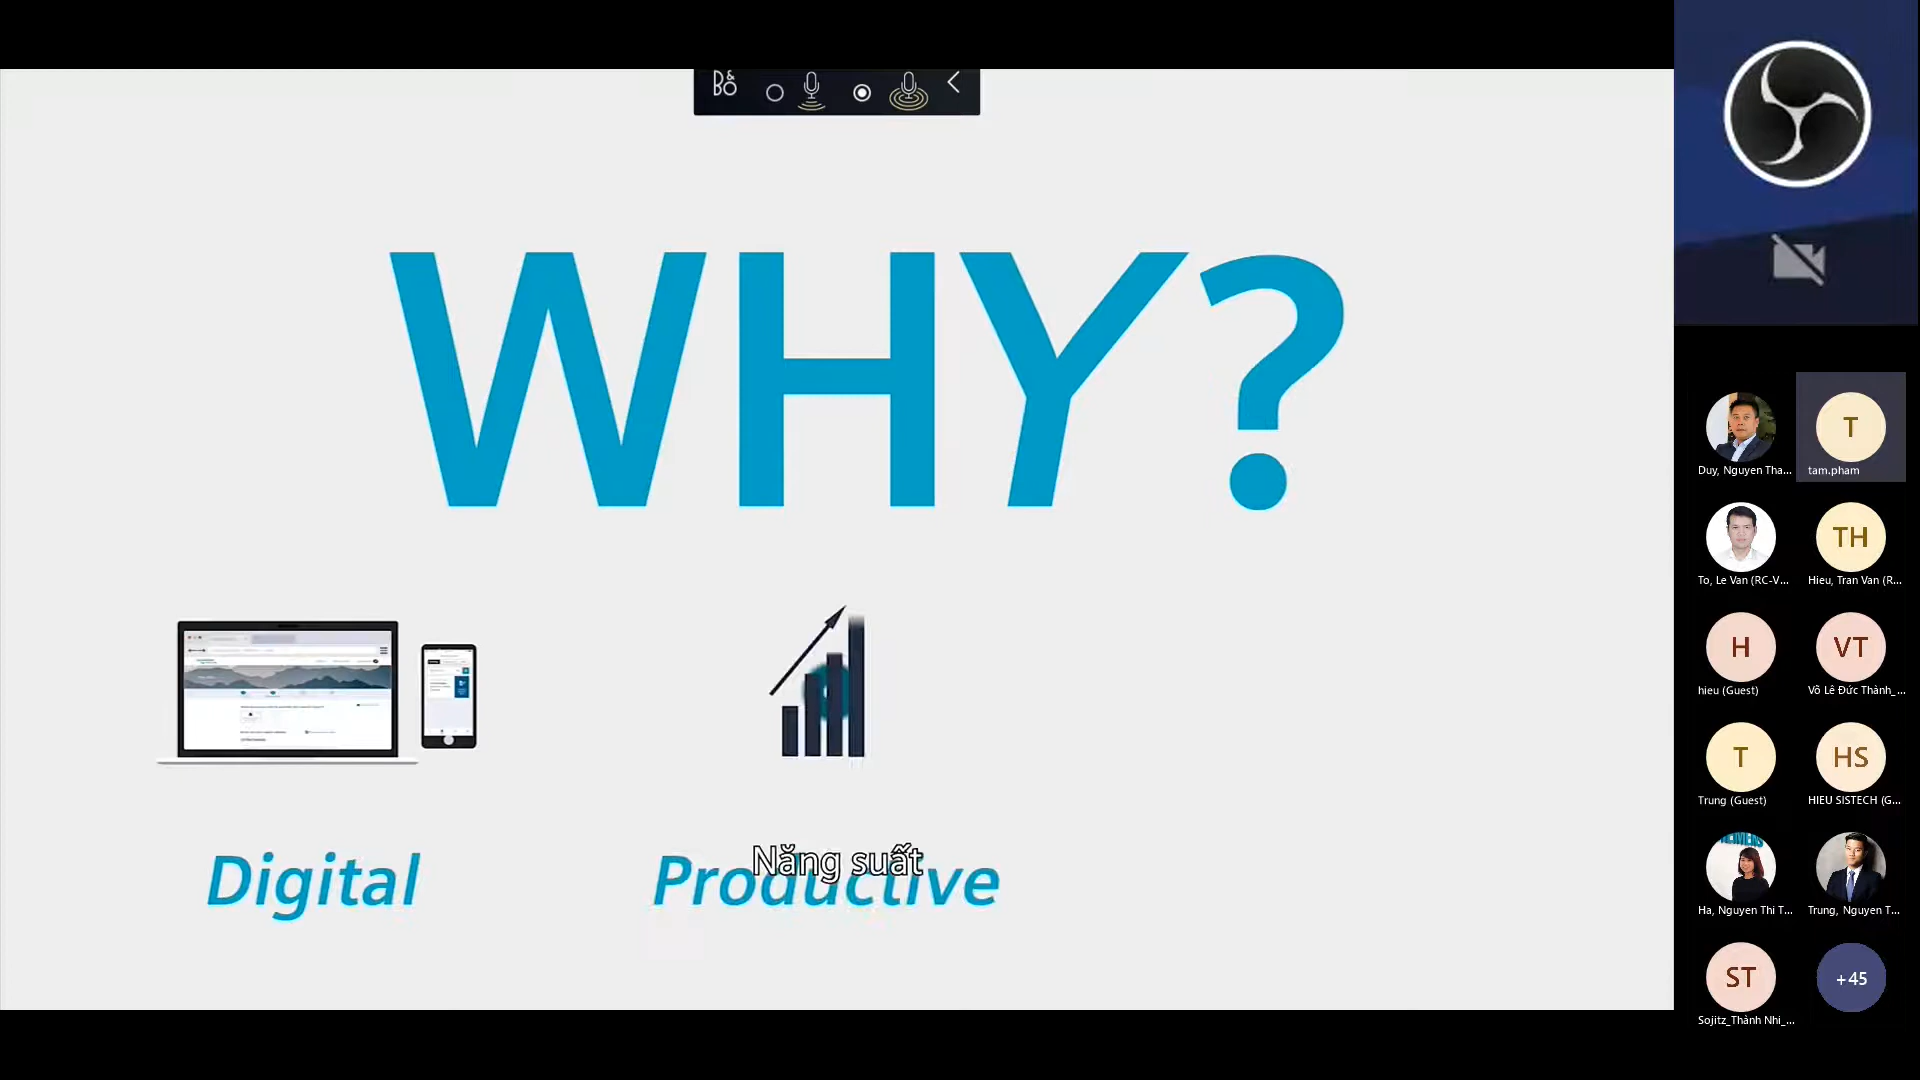 B&O
WHY?
Digital
Productive
Năng suất
Duy, Nguyen Tha...
T
tam.pham
To, Le Van (RC-V...
TH
Hieu, Tran Van (R...
H
hieu (Guest)
VT
Võ Lê Đức Thành_...
T
Trung (Guest)
HS
HIEU SISTECH (G...
Ha, Nguyen Thi T...
Trung, Nguyen T...
ST
Sojitz_Thành Nhi_...
+45